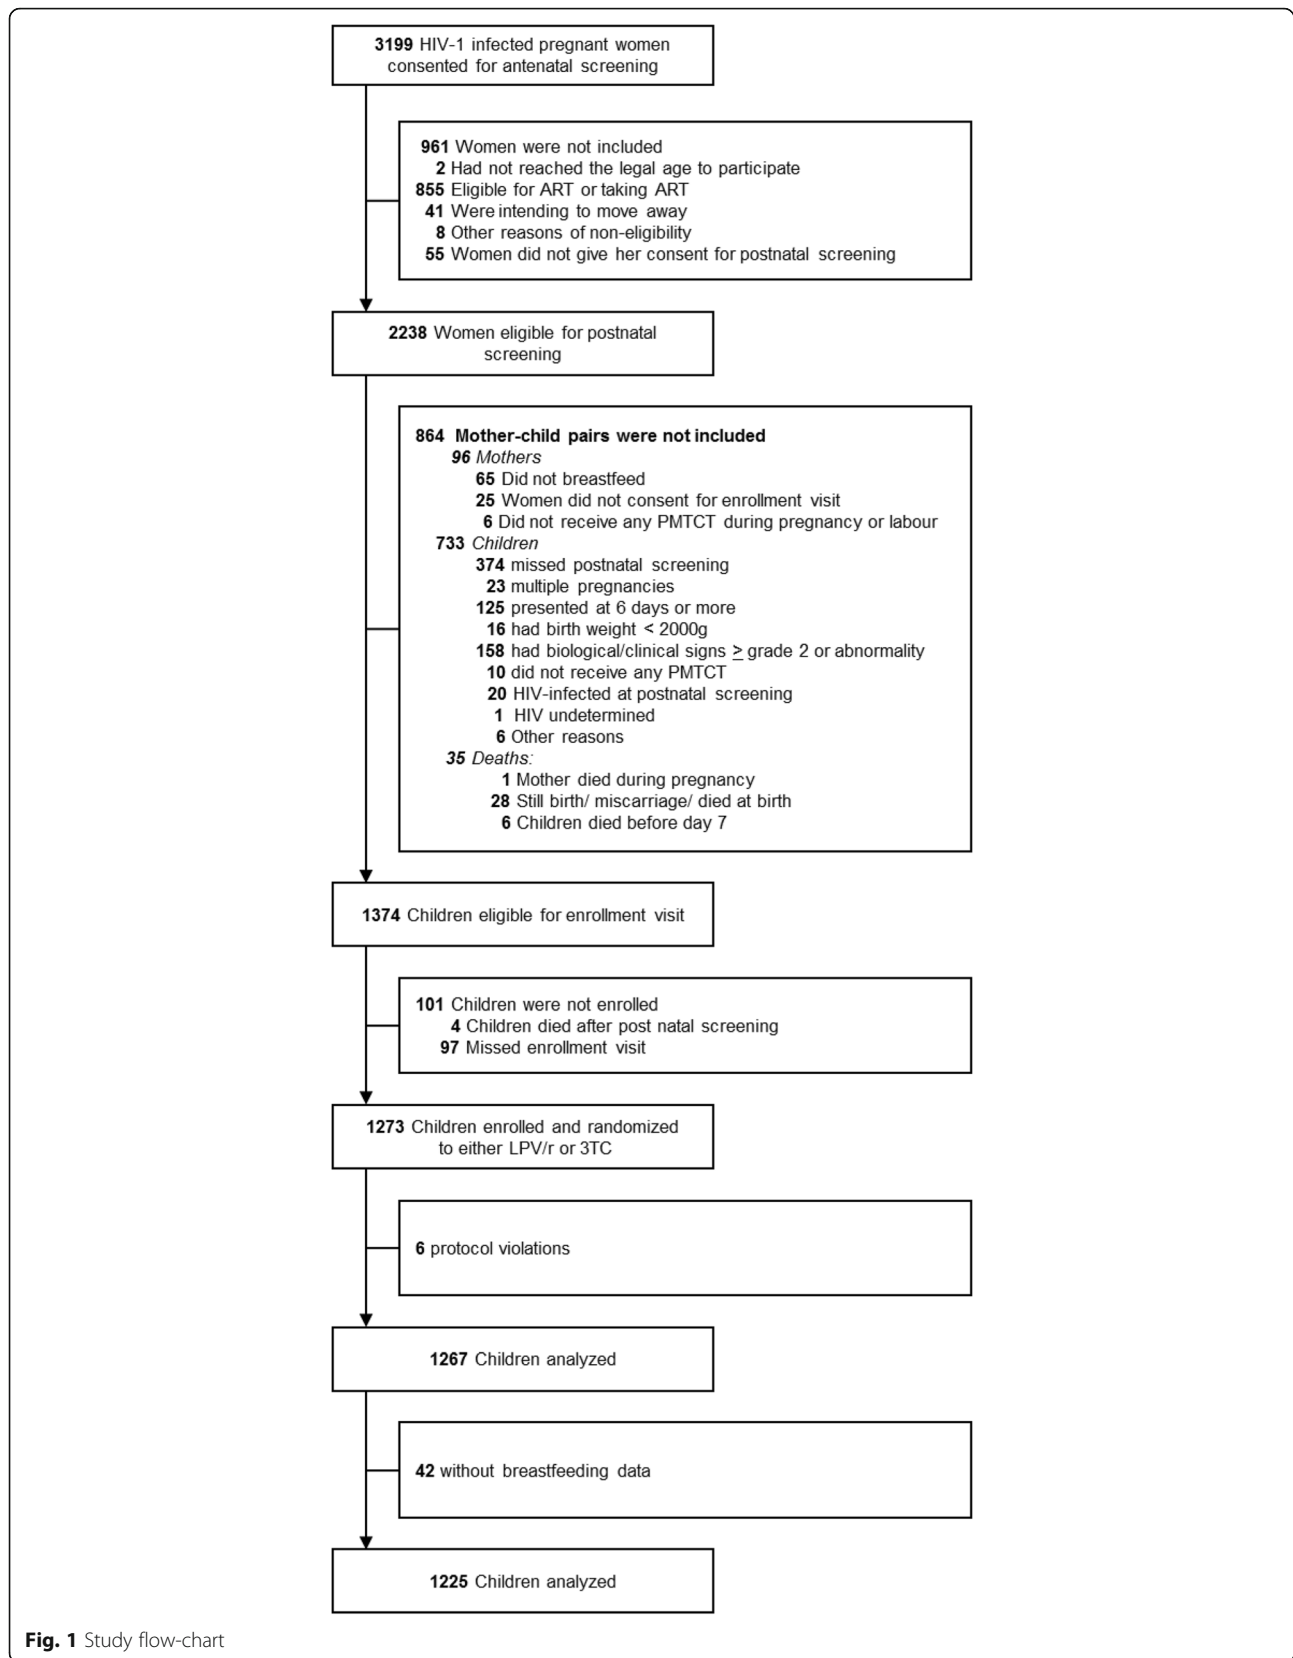 3199 HIV-1 infected pregnant women
consented for antenatal screening
961 Women were not included
2 Had not reached the legal age to participate
855 Eligible for ART or taking ART
41 Were intending to move away
8 Other reasons of non-eligibility
55 Women did not give her consent for postnatal screening
2238 Women eligible for postnatal
screening
864 Mother-child pairs were not included
96 Mothers
65 Did not breastfeed
25 Women did not consent for enrollment visit
6 Did not receive any PMTCT during pregnancy or labour
733 Children
374 missed postnatal screening
23 multiple pregnancies
125 presented at 6 days or more
16 had birth weight < 2000g
158 had biological/clinical signs ≥ grade 2 or abnormality
10 did not receive any PMTCT
20 HIV-infected at postnatal screening
1 HIV undetermined
6 Other reasons
35 Deaths:
1 Mother died during pregnancy
28 Still birth/ miscarriage/ died at birth
6 Children died before day 7
1374 Children eligible for enrollment visit
101 Children were not enrolled
4 Children died after post natal screening
97 Missed enrollment visit
1273 Children enrolled and randomized
to either LPV/r or 3TC
6 protocol violations
1267 Children analyzed
42 without breastfeeding data
1225 Children analyzed
Fig. 1 Study flow-chart